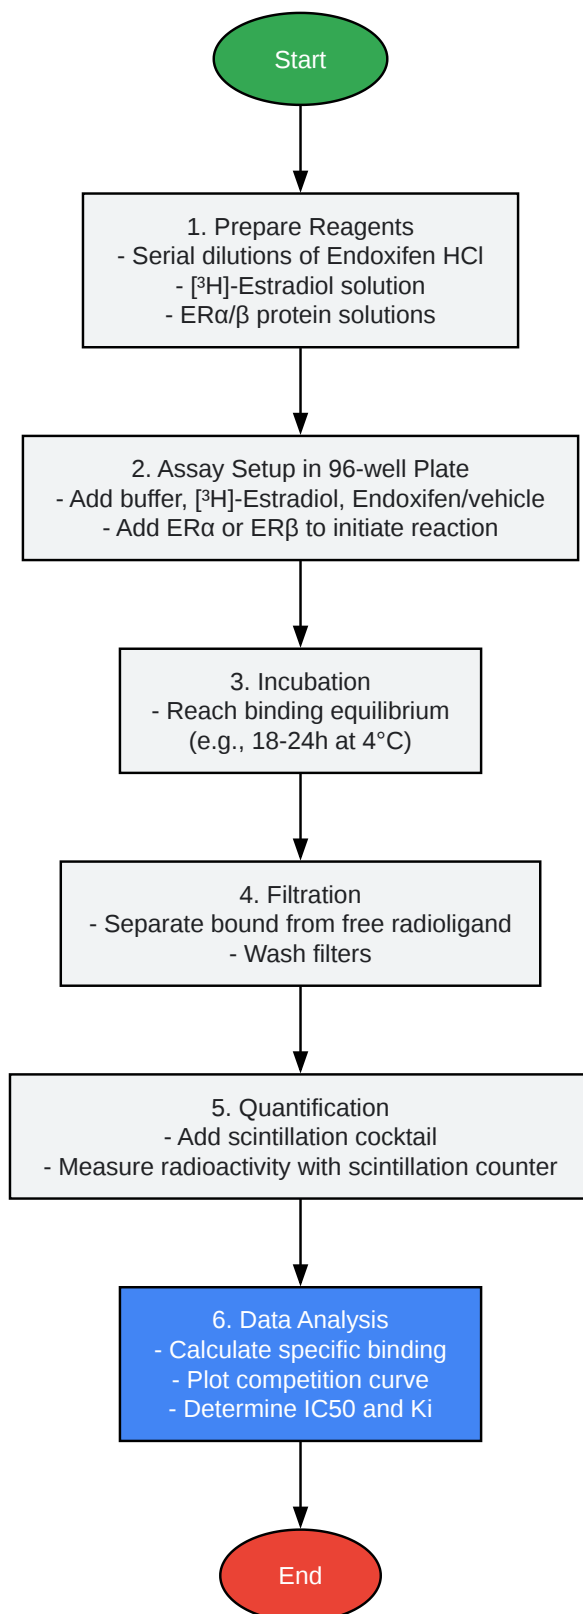 Start
1. Prepare Reagents
- Serial dilutions of Endoxifen HCl
- [³H]-Estradiol solution
- ERα/β protein solutions
2. Assay Setup in 96-well Plate
- Add buffer, [³H]-Estradiol, Endoxifen/vehicle
- Add ERα or ERβ to initiate reaction
3. Incubation
- Reach binding equilibrium
(e.g., 18-24h at 4°C)
4. Filtration
- Separate bound from free radioligand
- Wash filters
5. Quantification
- Add scintillation cocktail
- Measure radioactivity with scintillation counter
6. Data Analysis
- Calculate specific binding
- Plot competition curve
- Determine IC50 and Ki
End